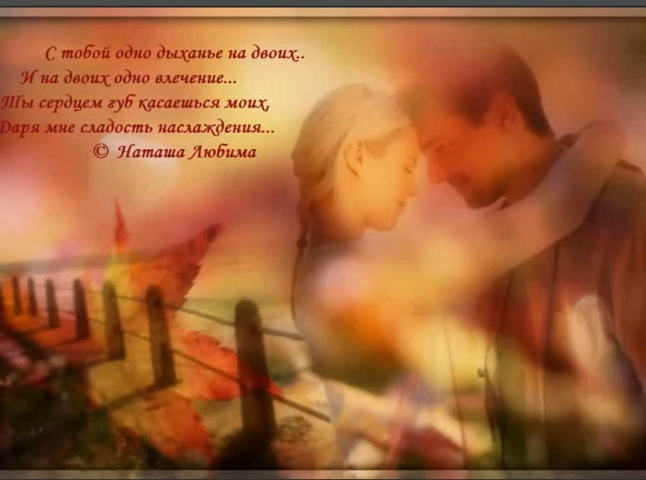 С тобой одно дыханье на двоих..
И на двоих одно влечение...
Ты сердцем губ касаешься моих,
Даря мне сладость наслаждения...
© Наташа Любима